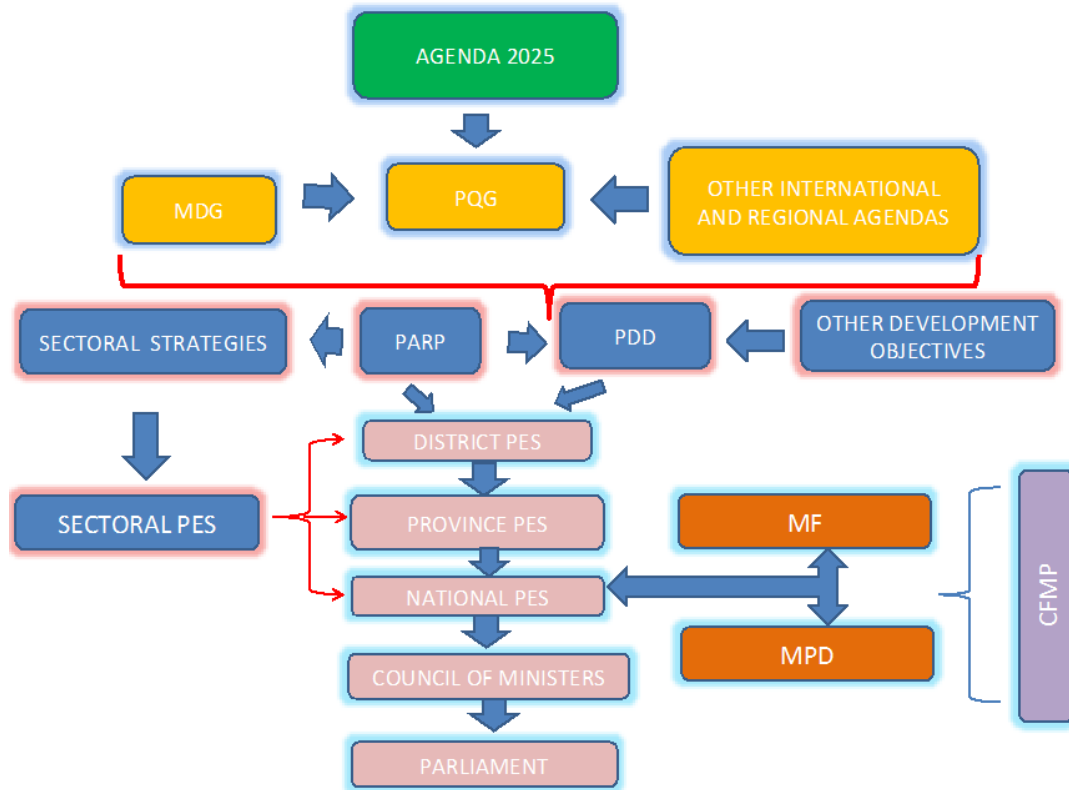 AGENDA 2025
MDG
PQG
OTHER INTERNATIONAL
AND REGIONAL AGENDAS
SECTORAL STRATEGIES
PARP
PDD
OTHER DEVELOPMENT
OBJECTIVES
DISTRICT PES
SECTORAL PES
PROVINCE PES
MF
NATIONAL PES
MPD
COUNCIL OF MINISTERS
PARLIAMENT
CFMP